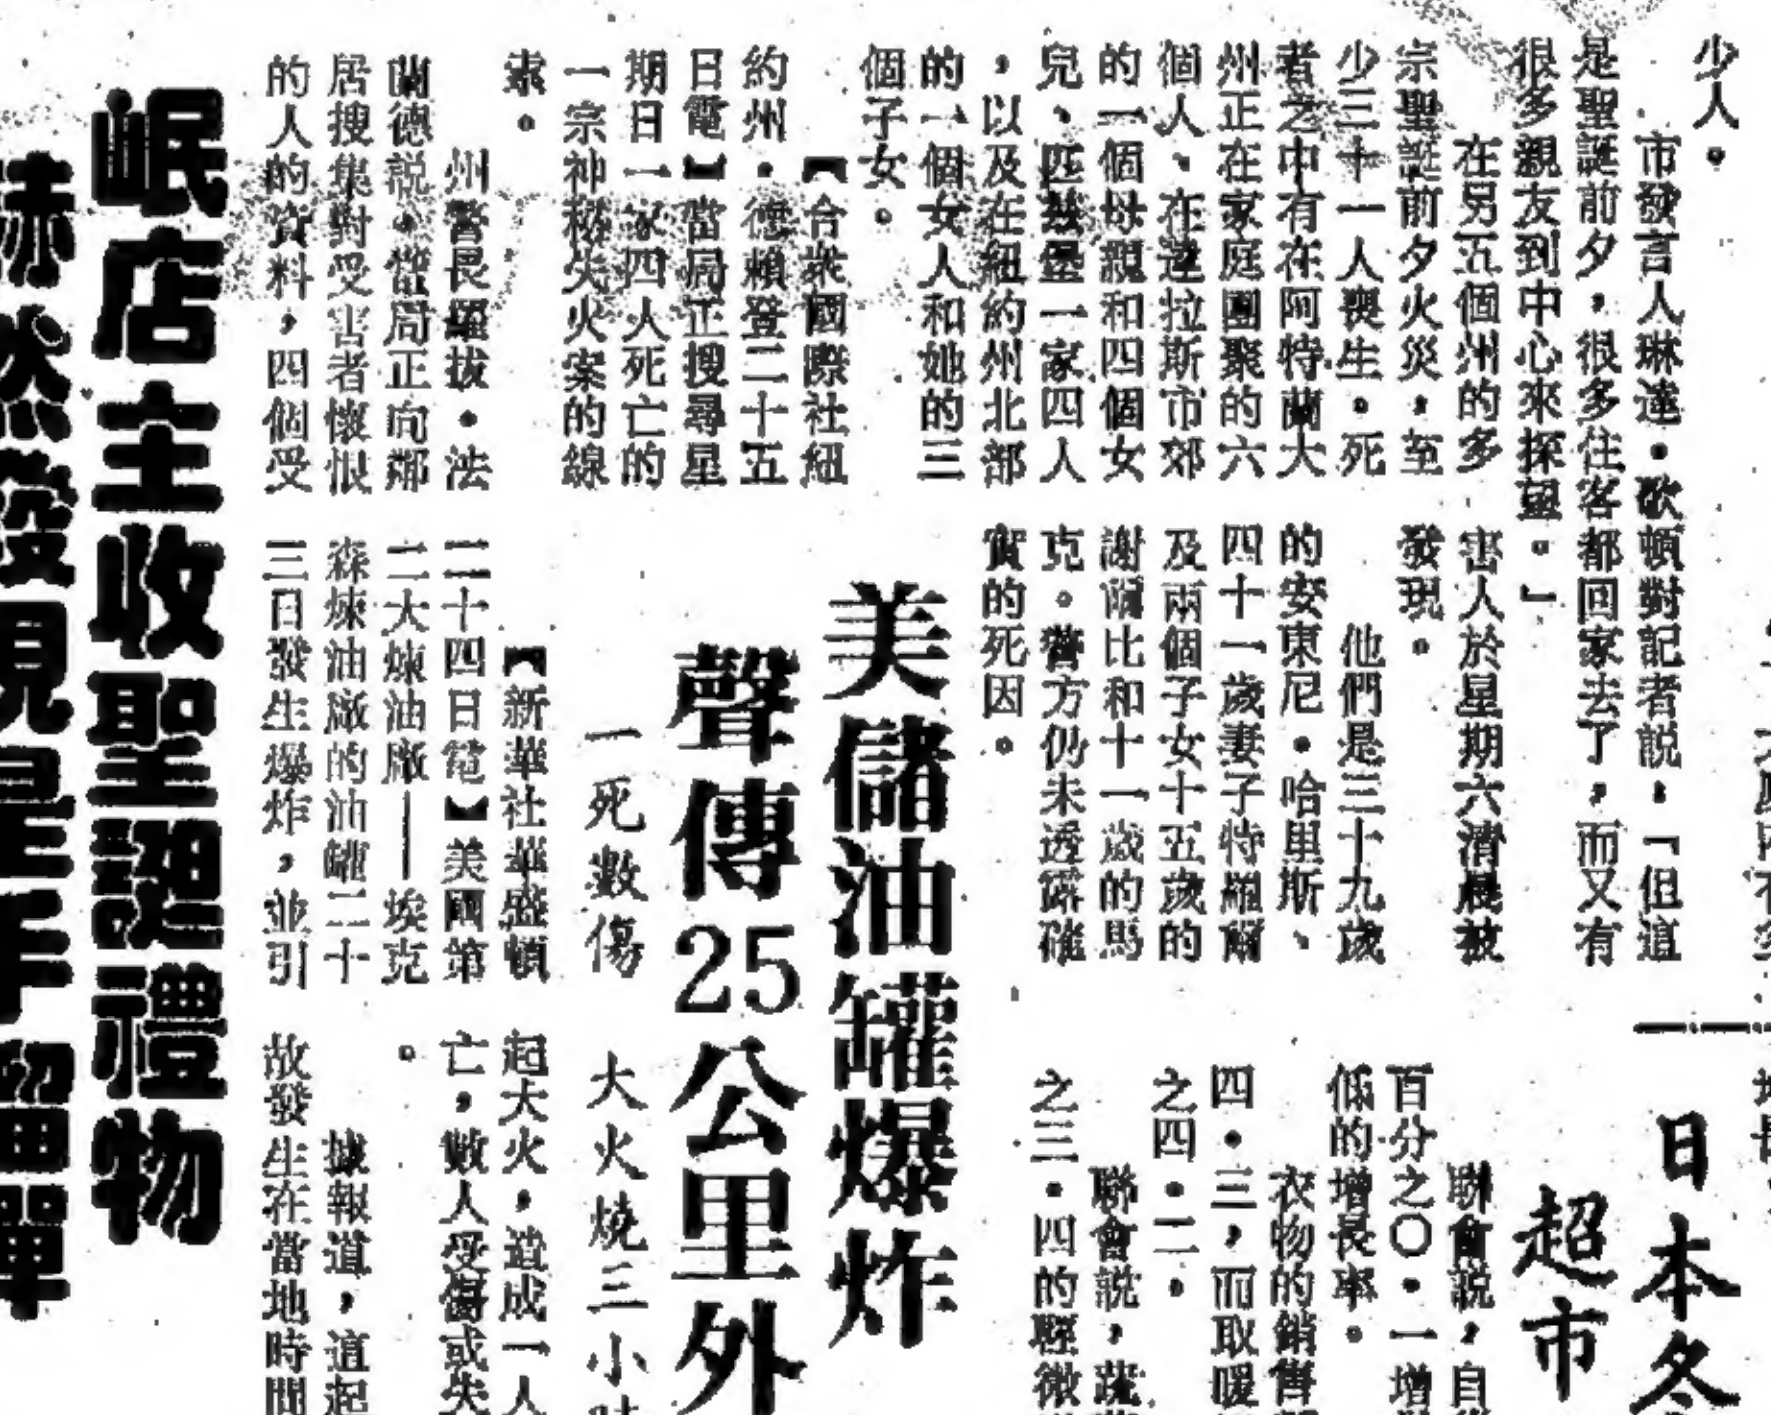 少人。
市發言人琳達·歐頓對記者說,「但這
是聖誕前夕,很多住客都回家去了,而又有
很多親友到中心來探望。」
在另五個州的多
宗聖誕前夕火災,至
少三十一人喪生。死
者之中有在阿特蘭大
州正在家庭團聚的六
個人、在達拉斯市郊
的一個母親和四個女
兒、匹茲堡一家四人
,以及在紐約州北部
的一個女人和她的三
個子女。
【合衆國際社紐
約州·德賴登二十五
日電】當局正搜尋星
期日一家四人死亡的
一宗神秘失火案的線
索。
州警長羅拔·法
蘭德說,當局正向鄰
居搜集對受害者懷恨
的人的資料,四個受
害人於星期六清晨被
發現。
他們是三十九歲
的安東尼·哈里斯、
四十一歲妻子特羅爾
及兩個子女十五歲的
謝爾比和十一歲的馬
克。警方仍未透露確
實的死因。
美儲油罐爆炸
聲傳25公里外
一死數傷 大火燒三小
【新華社華盛頓
二十四日電】美國第
二大煉油廠——埃克
森煉油廠的油罐二十
三日發生爆炸,並引
起大火,造成一人
亡,數人受傷或失
。
據報道,這起
故發生在當地時間
岷店主收聖誕禮物
然發現是手榴彈
日本冬
超市
聯會說,自
百分之〇·一增
低的增長率。
衣物的銷售
四·三,而取暖
之四·二。
聯會說,蔬
之三·四的輕微